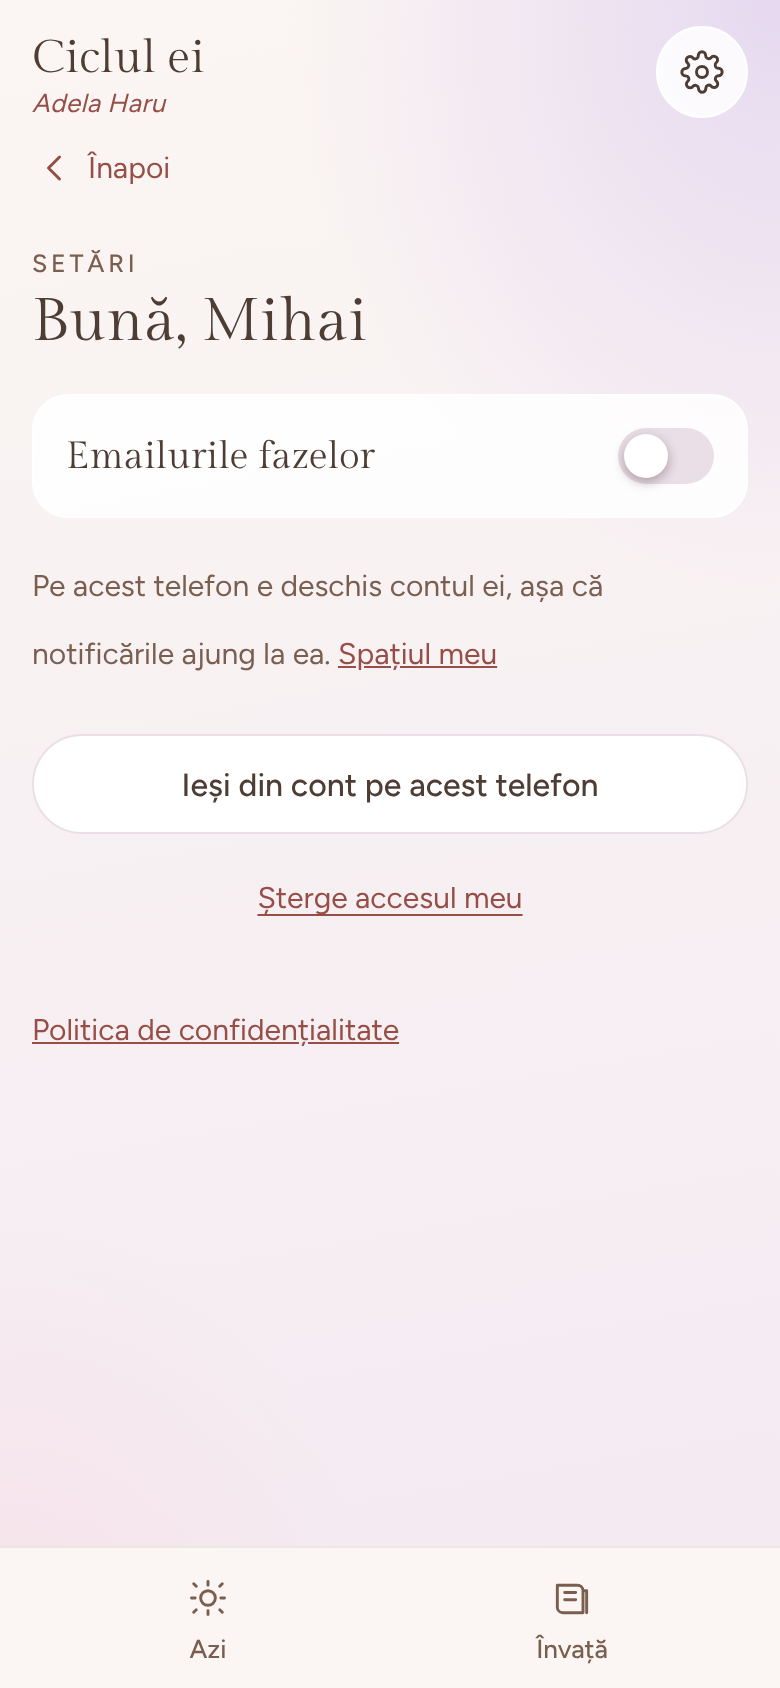 Ciclul ei
Adela Haru
Înapoi
SETĂRI
Bună, Mihai
Emailurile fazelor
Pe acest telefon e deschis contul ei, așa că
notificările ajung la ea. Spațiul meu
Ieși din cont pe acest telefon
Șterge accesul meu
Politica de confidențialitate
Azi
Învață